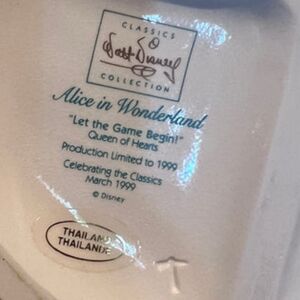 CLASSICS
Walt Disney
COLLECTION
Alice in Wonderland
"Let the Game Begin!"
Queen of Hearts
Production Limited to 1999
Celebrating the Classics
March 1999
© DISNEY
THAILAND
THAILANDE